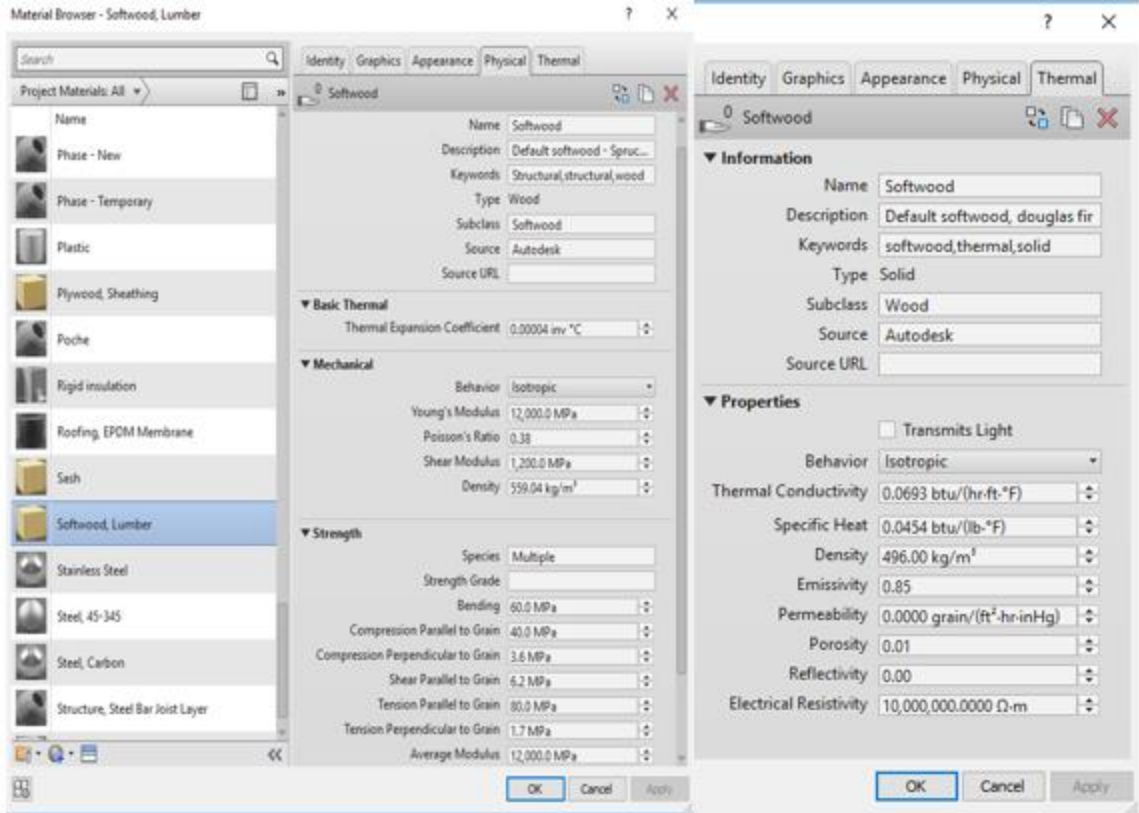 Material Browser - Softwood, Lumber
? ×
Search
Project Materials: All
Name
Phase - New
Phase - Temporary
Plastic
Plywood, Sheathing
Poche
Rigid insulation
Roofing, EPDM Membrane
Sash
Softwood, Lumber
Stainless Steel
Steel, 45-345
Steel, Carbon
Structure, Steel Bar Joist Layer
Identity Graphics Appearance Physical Thermal
0 Softwood
Name Softwood
Description Default softwood - Spruc...
Keywords Structural,structural,wood
Type Wood
Subclass Softwood
Source Autodesk
Source URL
Basic Thermal
Thermal Expansion Coefficient 0.00004 inv °C
Mechanical
Behavior Isotropic
Young's Modulus 12,000.0 MPa
Poisson's Ratio 0.38
Shear Modulus 1,200.0 MPa
Density 559.04 kg/m³
Strength
Species Multiple
Strength Grade
Bending 60.0 MPa
Compression Parallel to Grain 40.0 MPa
Compression Perpendicular to Grain 3.6 MPa
Shear Parallel to Grain 6.2 MPa
Tension Parallel to Grain 80.0 MPa
Tension Perpendicular to Grain 1.7 MPa
Average Modulus 12,000.0 MPa
OK Cancel Apply
? ×
Identity Graphics Appearance Physical Thermal
0 Softwood
Information
Name Softwood
Description Default softwood, douglas fir
Keywords softwood,thermal,solid
Type Solid
Subclass Wood
Source Autodesk
Source URL
Properties
Transmits Light
Behavior Isotropic
Thermal Conductivity 0.0693 btu/(hr·ft·°F)
Specific Heat 0.0454 btu/(lb·°F)
Density 496.00 kg/m³
Emissivity 0.85
Permeability 0.0000 grain/(ft²·hr·inHg)
Porosity 0.01
Reflectivity 0.00
Electrical Resistivity 10,000,000.0000 Ω·m
OK Cancel Apply